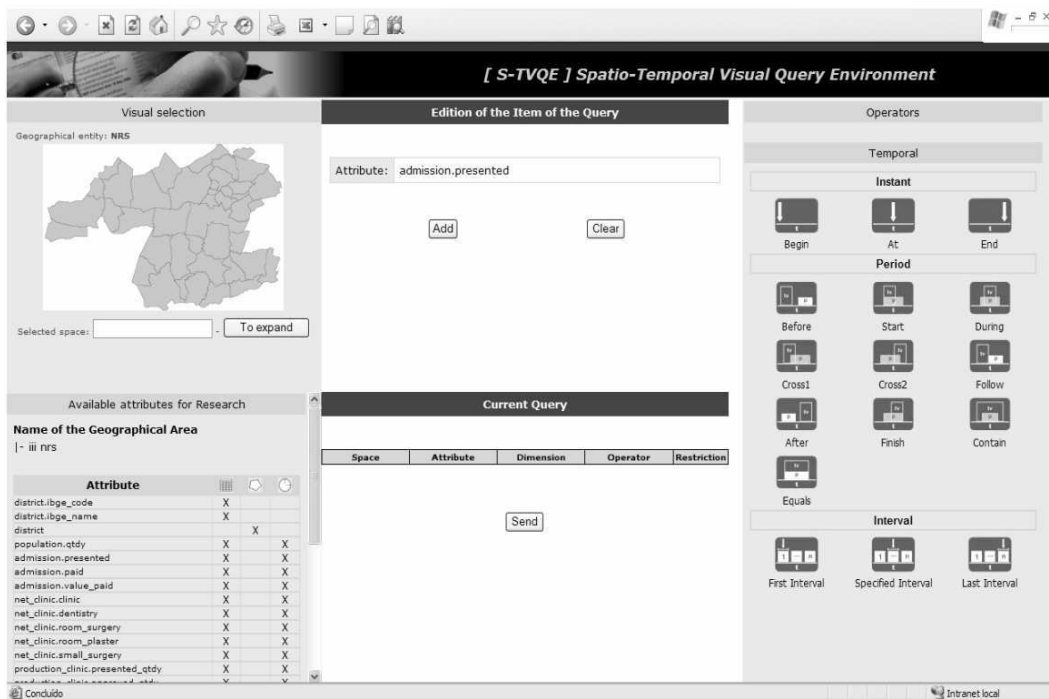 [ S-TVQE ] Spatio-Temporal Visual Query Environment
Visual selection
Geographical entity: NRS
Selected space:
-
To expand
Available attributes for Research
Name of the Geographical Area
|- iii nrs
Attribute
district.ibge_code X
district.ibge_name X
district X
population.qtdy X X
admission.presented X X
admission.paid X X
admission.value_paid X X
net_clinic.clinic X X
net_clinic.dentistry X X
net_clinic.room_surgery X X
net_clinic.room_plaster X X
net_clinic.small_surgery X X
production_clinic.presented_qtdy X X
Edition of the Item of the Query
Attribute: admission.presented
Add Clear
Current Query
Space Attribute Dimension Operator Restriction
Send
Operators
Temporal
Instant
Begin At End
Period
Before Start During
Cross1 Cross2 Follow
After Finish Contain
Equals
Interval
First Interval Specified Interval Last Interval
Concluído Intranet local